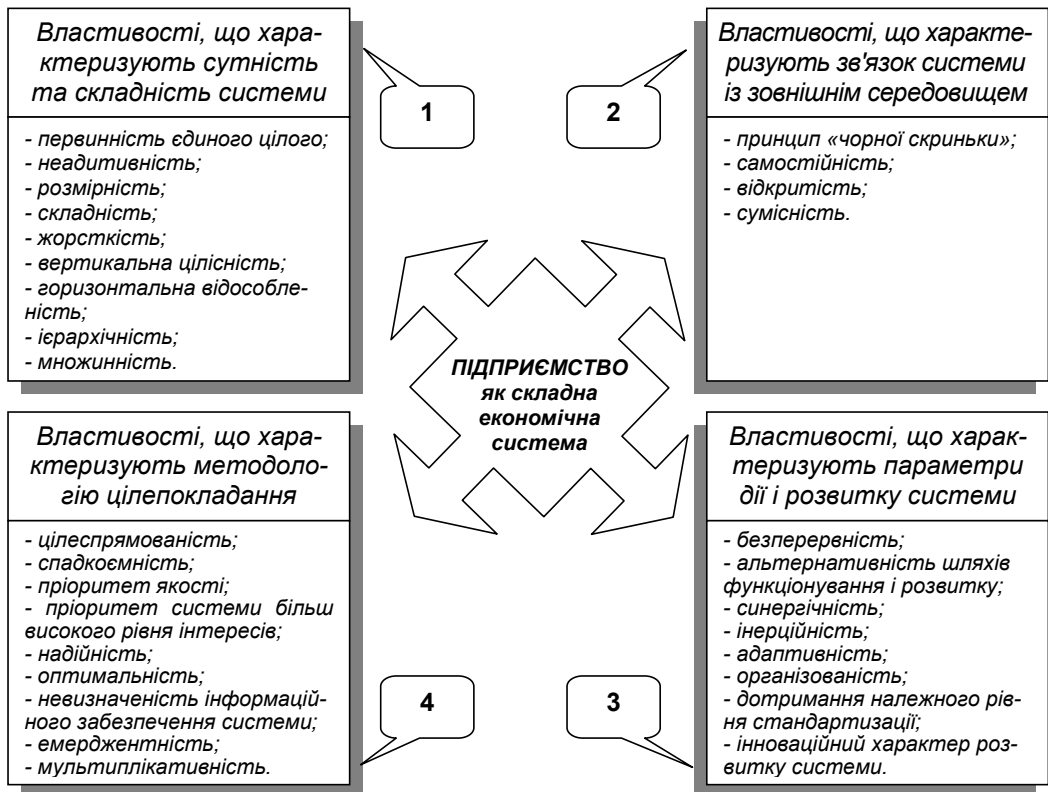 Властивості, що хара-
ктеризують сутність
та складність системи
- первинність єдиного цілого;
- неадитивність;
- розмірність;
- складність;
- жорсткість;
- вертикальна цілісність;
- горизонтальна відособле-
ність;
- ієрархічність;
- множинність.
1
2
Властивості, що характе-
ризують зв'язок системи
із зовнішнім середовищем
- принцип «чорної скриньки»;
- самостійність;
- відкритість;
- сумісність.
ПІДПРИЄМСТВО
як складна
економічна
система
Властивості, що хара-
ктеризують методоло-
гію цілепокладання
- цілеспрямованість;
- спадкоємність;
- пріоритет якості;
- пріоритет системи більш
високого рівня інтересів;
- надійність;
- оптимальність;
- невизначеність інформацій-
ного забезпечення системи;
- емерджентність;
- мультиплікативність.
4
3
Властивості, що харак-
теризують параметри
дії і розвитку системи
- безперервність;
- альтернативність шляхів
функціонування і розвитку;
- синергічність;
- інерційність;
- адаптивність;
- організованість;
- дотримання належного рів-
ня стандартизації;
- інноваційний характер роз-
витку системи.